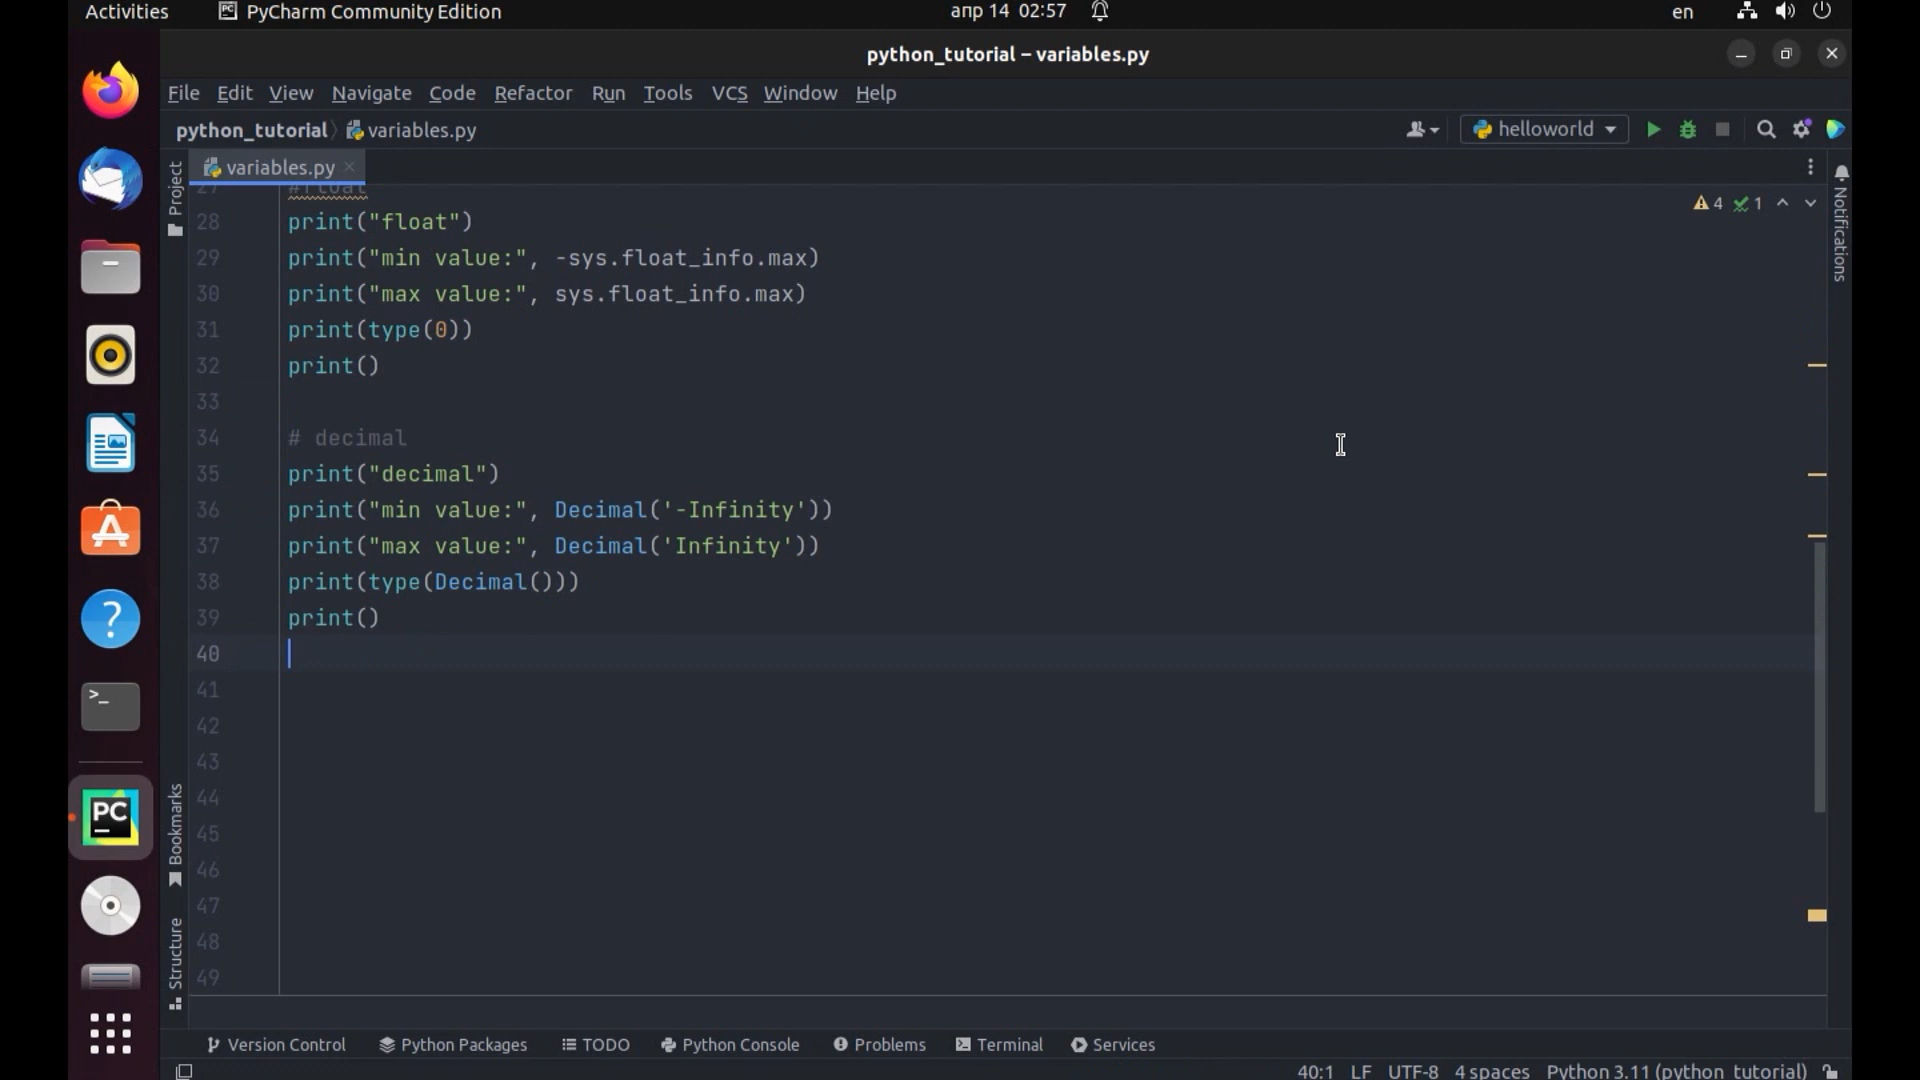 Activities PyCharm Community Edition апр 14 02:57 en
python_tutorial – variables.py
File Edit View Navigate Code Refactor Run Tools VCS Window Help
python_tutorial variables.py helloworld
Project variables.py
Notifications
4 1
27 #float
28 print("float")
29 print("min value:", -sys.float_info.max)
30 print("max value:", sys.float_info.max)
31 print(type(0))
32 print()
33
34 # decimal
35 print("decimal")
36 print("min value:", Decimal('-Infinity'))
37 print("max value:", Decimal('Infinity'))
38 print(type(Decimal()))
39 print()
40
41
42
43
44
45
46
47
48
49
Bookmarks
Structure
PC
Version Control Python Packages TODO Python Console Problems Terminal Services
40:1 LF UTF-8 4 spaces Python 3.11 (python_tutorial)